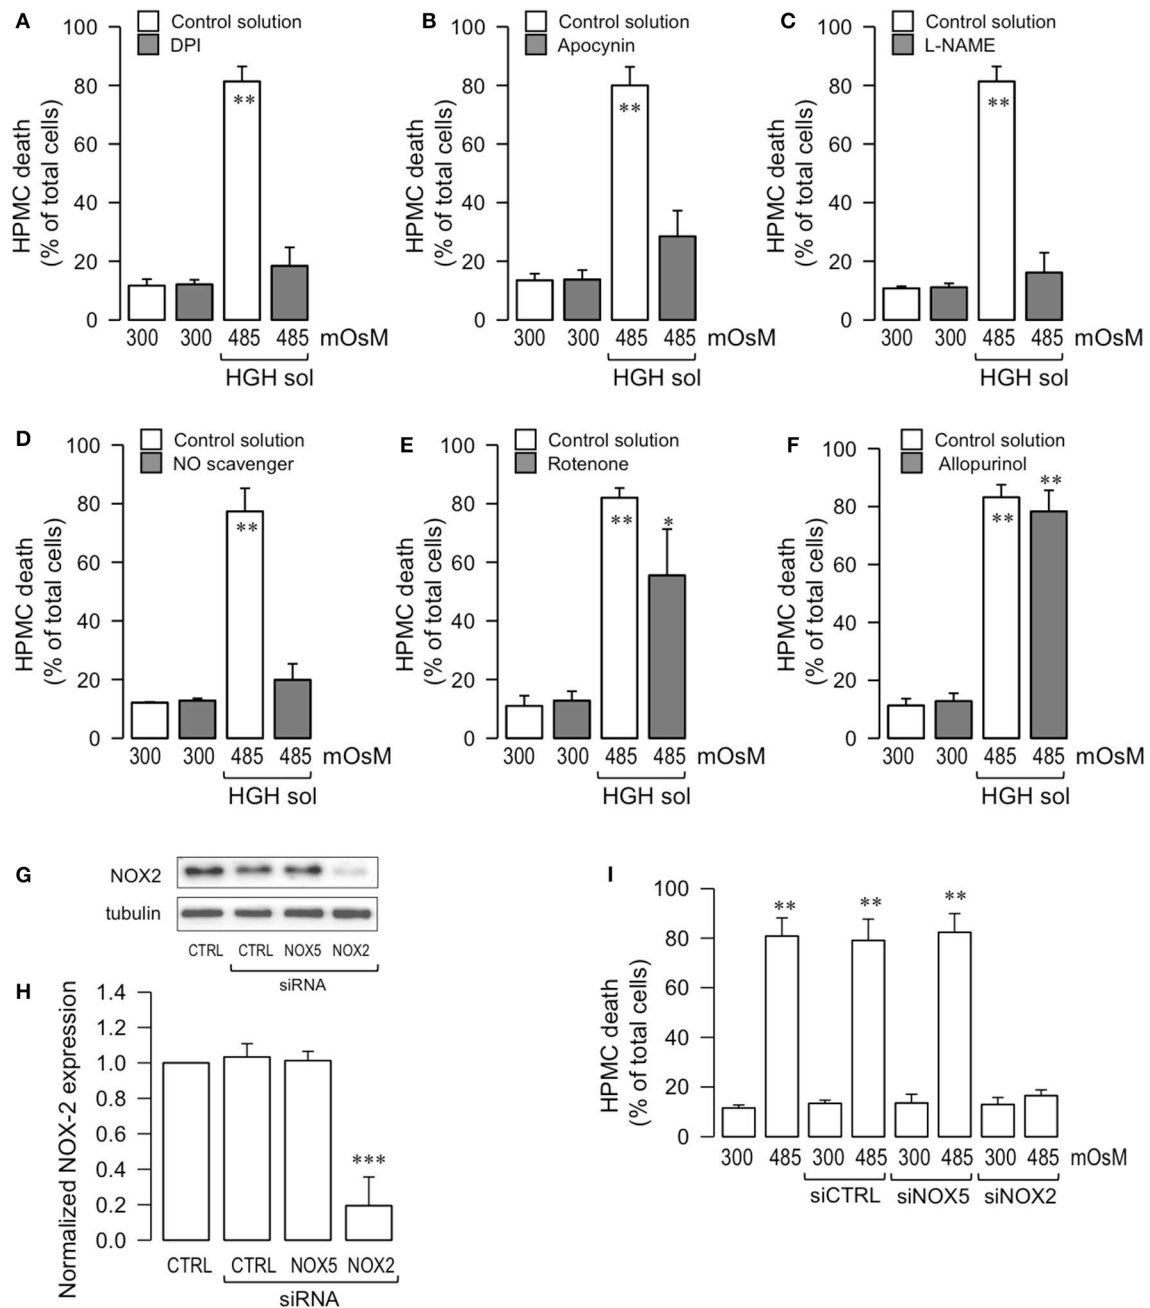 A
Control solution
DPI
HPMC death
(% of total cells)
100
80
60
40
20
0
**
300 300 485 485 mOsM
HGH sol
B
Control solution
Apocynin
HPMC death
(% of total cells)
100
80
60
40
20
0
**
300 300 485 485 mOsM
HGH sol
C
Control solution
L-NAME
HPMC death
(% of total cells)
100
80
60
40
20
0
**
300 300 485 485 mOsM
HGH sol
D
Control solution
NO scavenger
HPMC death
(% of total cells)
100
80
60
40
20
0
**
300 300 485 485 mOsM
HGH sol
E
Control solution
Rotenone
HPMC death
(% of total cells)
100
80
60
40
20
0
**
*
300 300 485 485 mOsM
HGH sol
F
Control solution
Allopurinol
HPMC death
(% of total cells)
100
80
60
40
20
0
**
**
300 300 485 485 mOsM
HGH sol
G
NOX2
tubulin
CTRL CTRL NOX5 NOX2
siRNA
H
Normalized NOX-2 expression
1.4
1.2
1.0
0.8
0.6
0.4
0.2
0.0
***
CTRL CTRL NOX5 NOX2
siRNA
I
HPMC death
(% of total cells)
100
80
60
40
20
0
** ** **
300 485 300 485 300 485 300 485 mOsM
siCTRL siNOX5 siNOX2